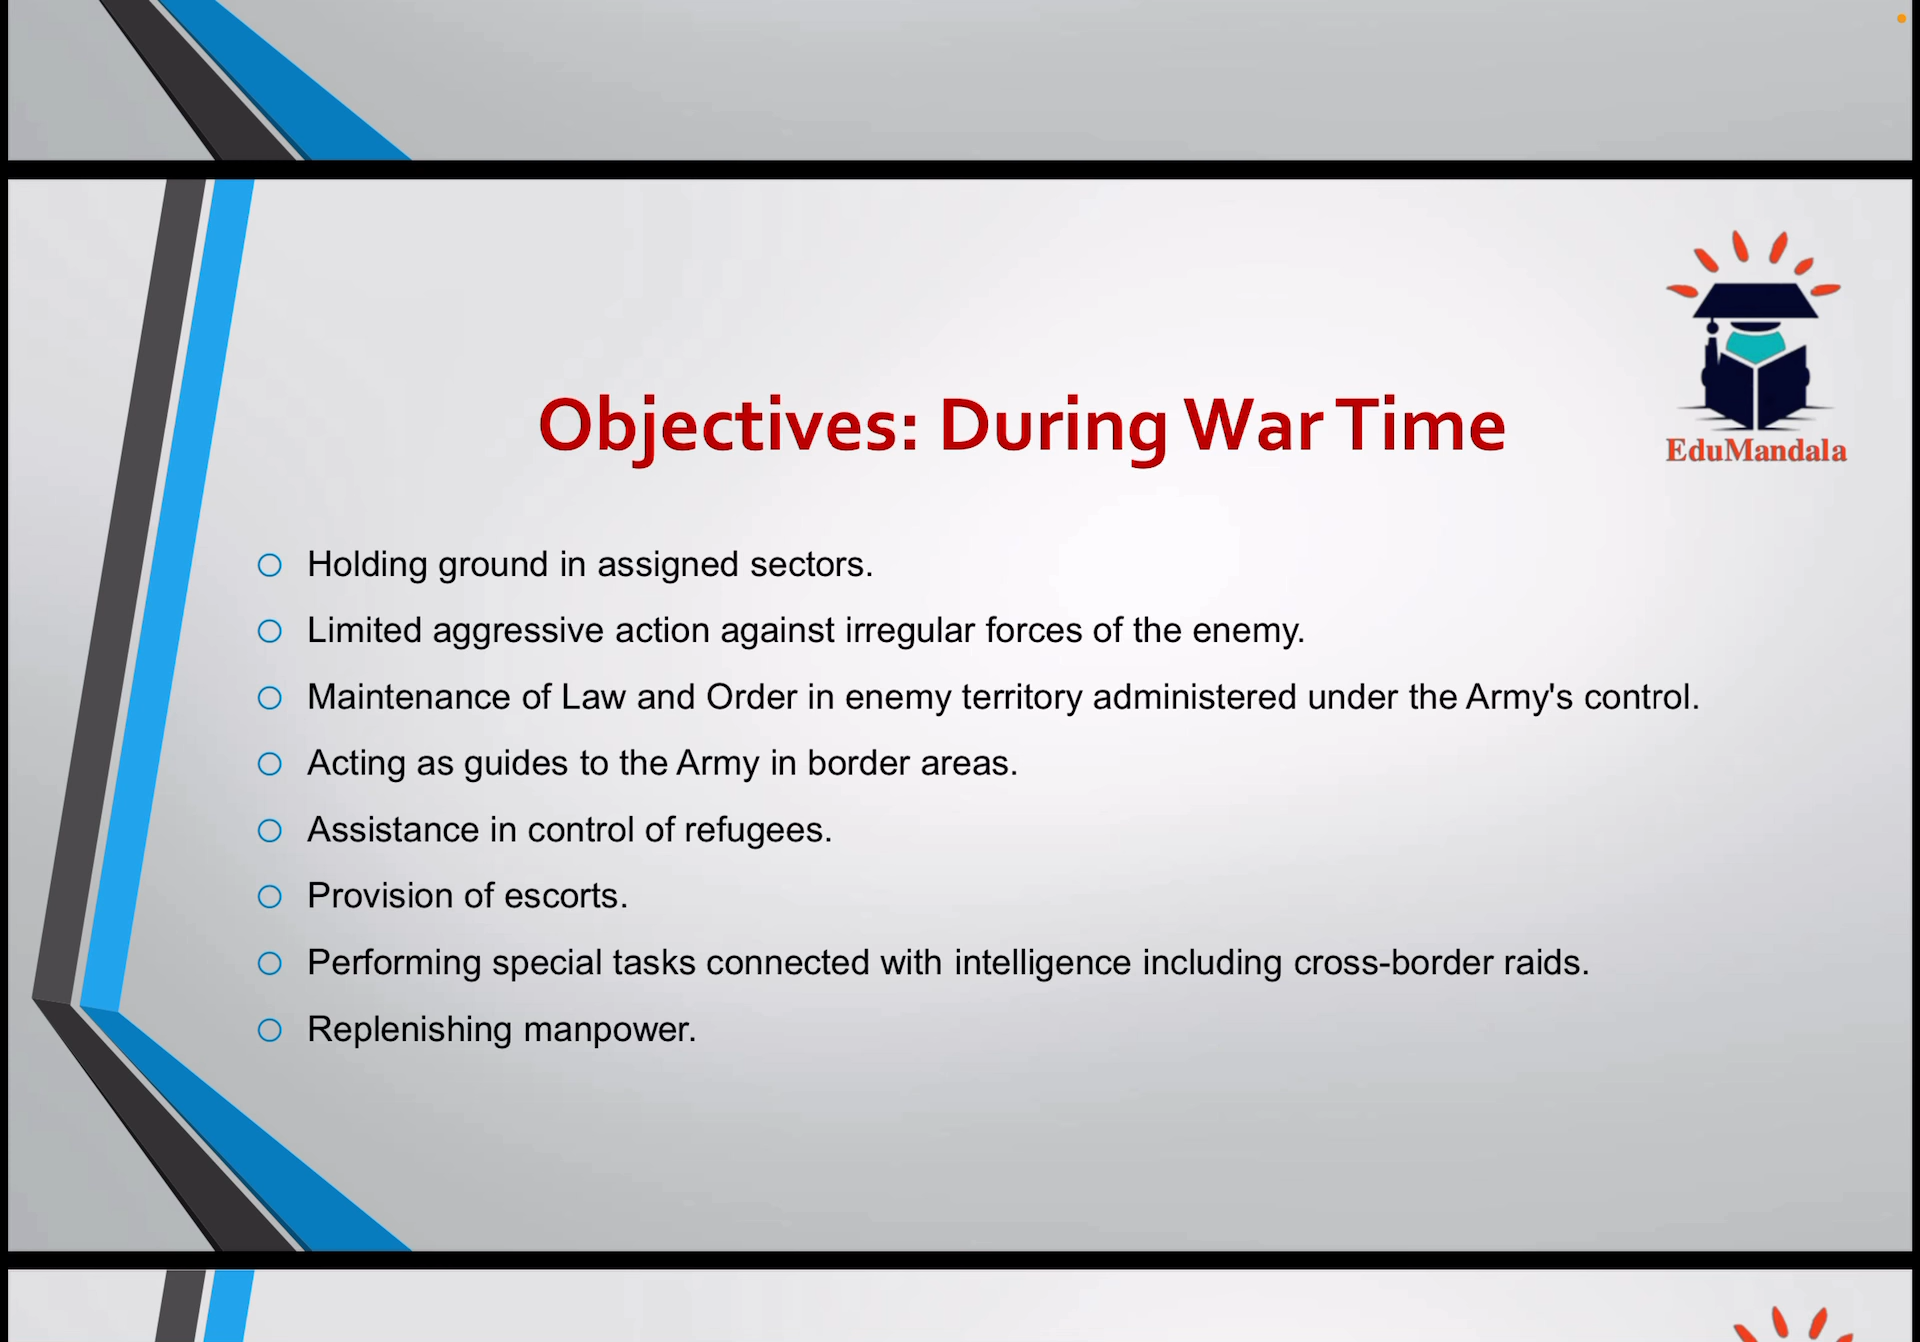 EduMandala
Objectives: During War Time
Holding ground in assigned sectors.
Limited aggressive action against irregular forces of the enemy.
Maintenance of Law and Order in enemy territory administered under the Army's control.
Acting as guides to the Army in border areas.
Assistance in control of refugees.
Provision of escorts.
Performing special tasks connected with intelligence including cross-border raids.
Replenishing manpower.